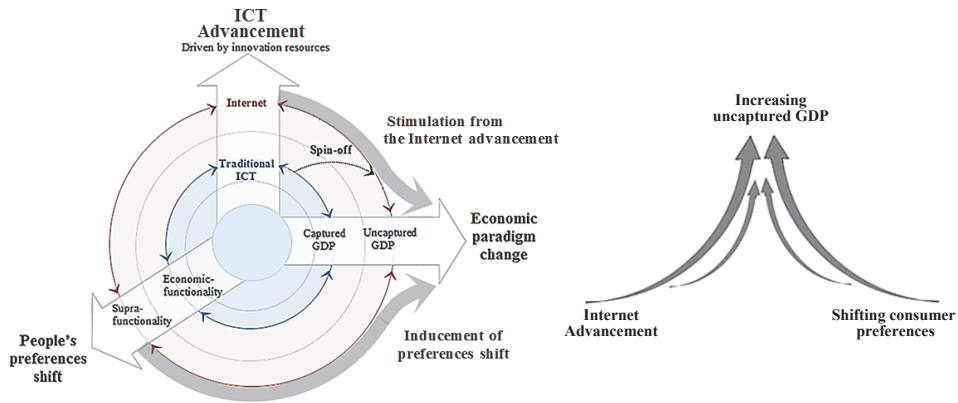 ICT
Advancement
Driven by innovation resources
Internet
Stimulation from
the Internet advancement
Spin-off
Traditional
ICT
Captured
GDP
Uncaptured
GDP
Economic
paradigm
change
Economic-
functionality
Supra-
functionality
People's
preferences
shift
Inducement of
preferences shift
Increasing
uncaptured GDP
Internet
Advancement
Shifting consumer
preferences